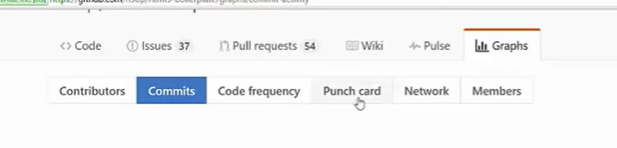 Code Issues 37 Pull requests 54 Wiki Pulse Graphs
Contributors Commits Code frequency Punch card Network Members